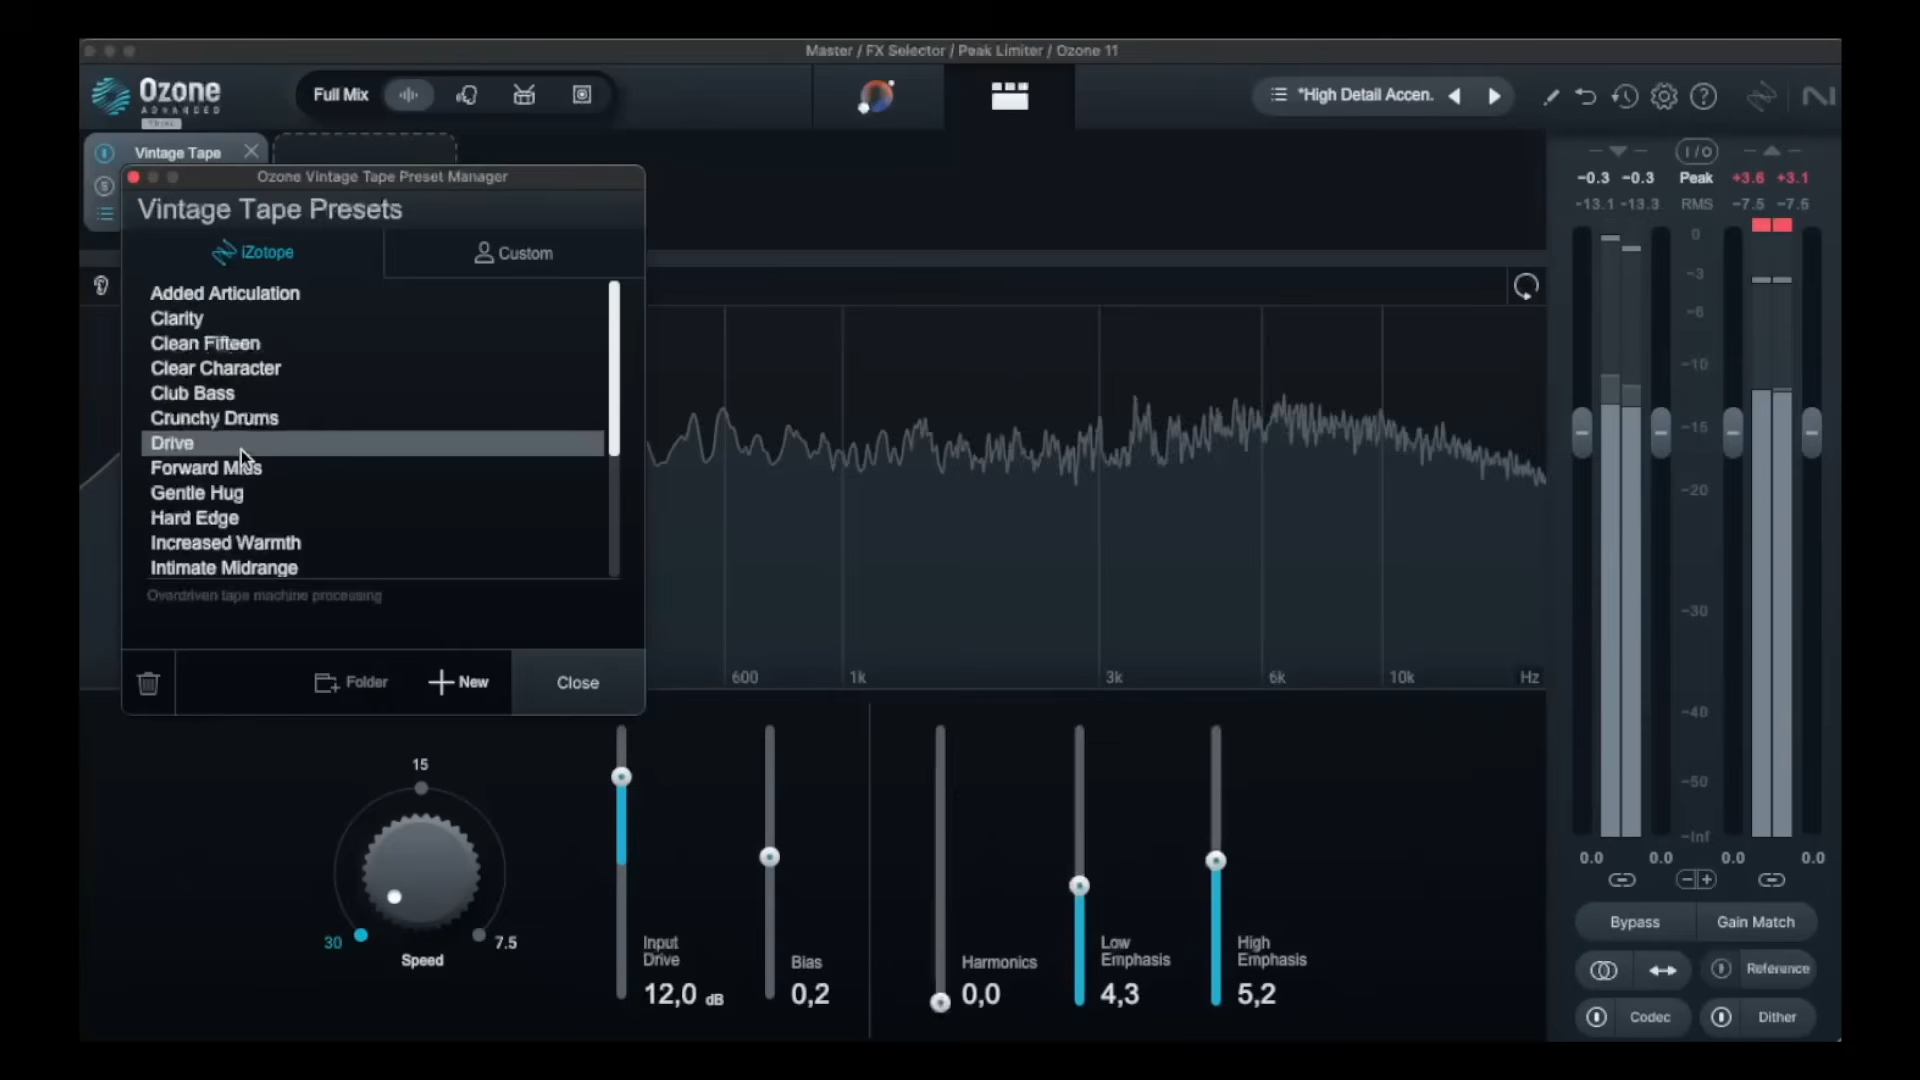 Master / FX Selector / Peak Limiter / Ozone 11
Ozone
ADVANCED
Full Mix
*High Detail Accen.
Vintage Tape
S
Ozone Vintage Tape Preset Manager
Vintage Tape Presets
iZotope
Custom
Added Articulation
Clarity
Clean Fifteen
Clear Character
Club Bass
Crunchy Drums
Drive
Forward Mids
Gentle Hug
Hard Edge
Increased Warmth
Intimate Midrange
Overdriven tape machine processing
Folder
New
Close
600
1k
3k
6k
10k
Hz
15
30
7.5
Speed
Input
Drive
12,0 dB
Bias
0,2
Harmonics
0,0
Low
Emphasis
4,3
High
Emphasis
5,2
I/O
-0.3 -0.3 Peak +3.6 +3.1
-13.1 -13.3 RMS -7.5 -7.5
0
-3
-6
-10
-15
-20
-30
-40
-50
-Inf
0.0 0.0 0.0 0.0
Bypass
Gain Match
Reference
Codec
Dither